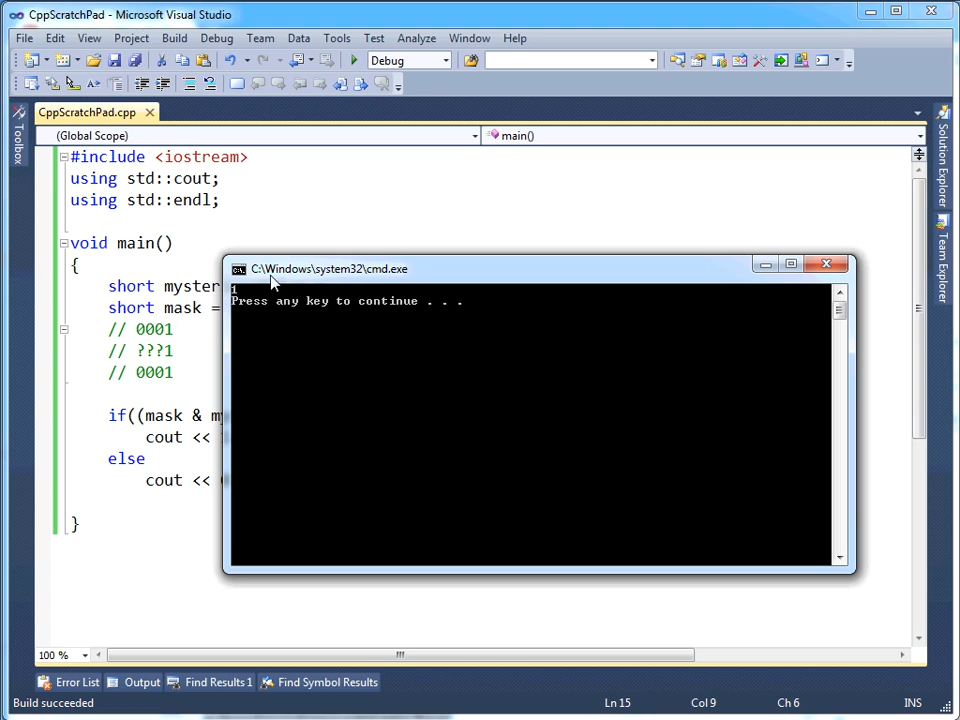 CppScratchPad - Microsoft Visual Studio
File Edit View Project Build Debug Team Data Tools Test Analyze Window Help
Debug
CppScratchPad.cpp
(Global Scope) main()
#include <iostream>
using std::cout;
using std::endl;
void main()
{
short myster
short mask =
// 0001
// ???1
// 0001
if((mask & m
cout <<
else
cout <<
}
C:\Windows\system32\cmd.exe
1
Press any key to continue . . .
Toolbox
Solution Explorer
Team Explorer
100 %
Error List Output Find Results 1 Find Symbol Results
Build succeeded Ln 15 Col 9 Ch 6 INS